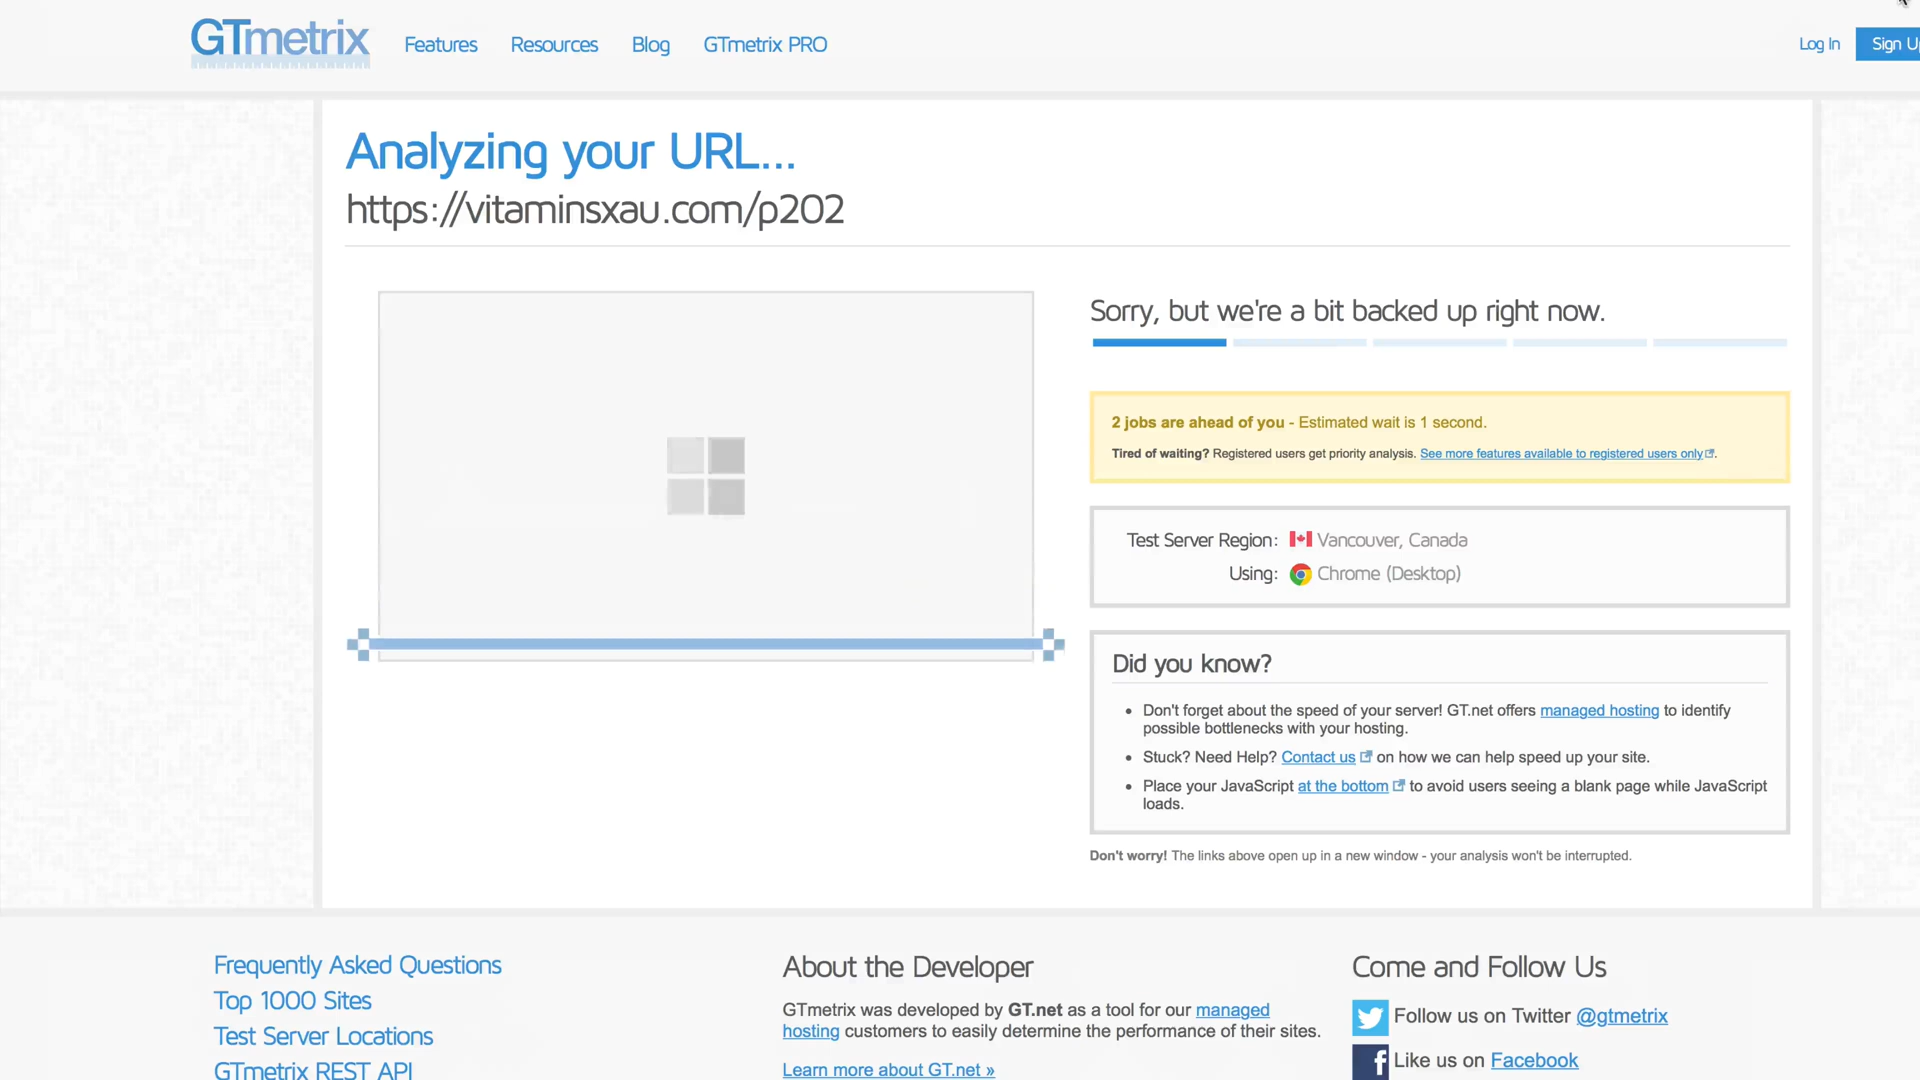 GTmetrix
Features Resources Blog GTmetrix PRO
Log In
Sign U
Analyzing your URL...
https://vitaminsxau.com/p202
Sorry, but we're a bit backed up right now.
2 jobs are ahead of you - Estimated wait is 1 second.
Tired of waiting? Registered users get priority analysis. See more features available to registered users only.
Test Server Region: Vancouver, Canada
Using: Chrome (Desktop)
Did you know?
Don't forget about the speed of your server! GT.net offers managed hosting to identify
possible bottlenecks with your hosting.
Stuck? Need Help? Contact us on how we can help speed up your site.
Place your JavaScript at the bottom to avoid users seeing a blank page while JavaScript
loads.
Don't worry! The links above open up in a new window - your analysis won't be interrupted.
Frequently Asked Questions
Top 1000 Sites
Test Server Locations
GTmetrix REST API
About the Developer
GTmetrix was developed by GT.net as a tool for our managed
hosting customers to easily determine the performance of their sites.
Learn more about GT.net »
Come and Follow Us
Follow us on Twitter @gtmetrix
Like us on Facebook